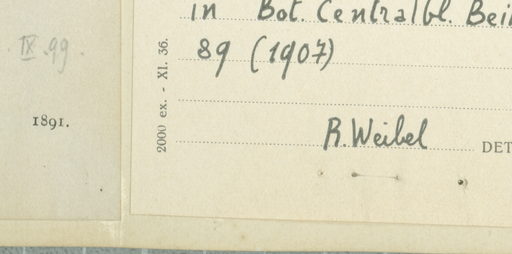 in Bot. Centralbl. Bei
89 (1907)
IX.99.
1891.
2000 ex. - XI. 36.
R. Weibel DET